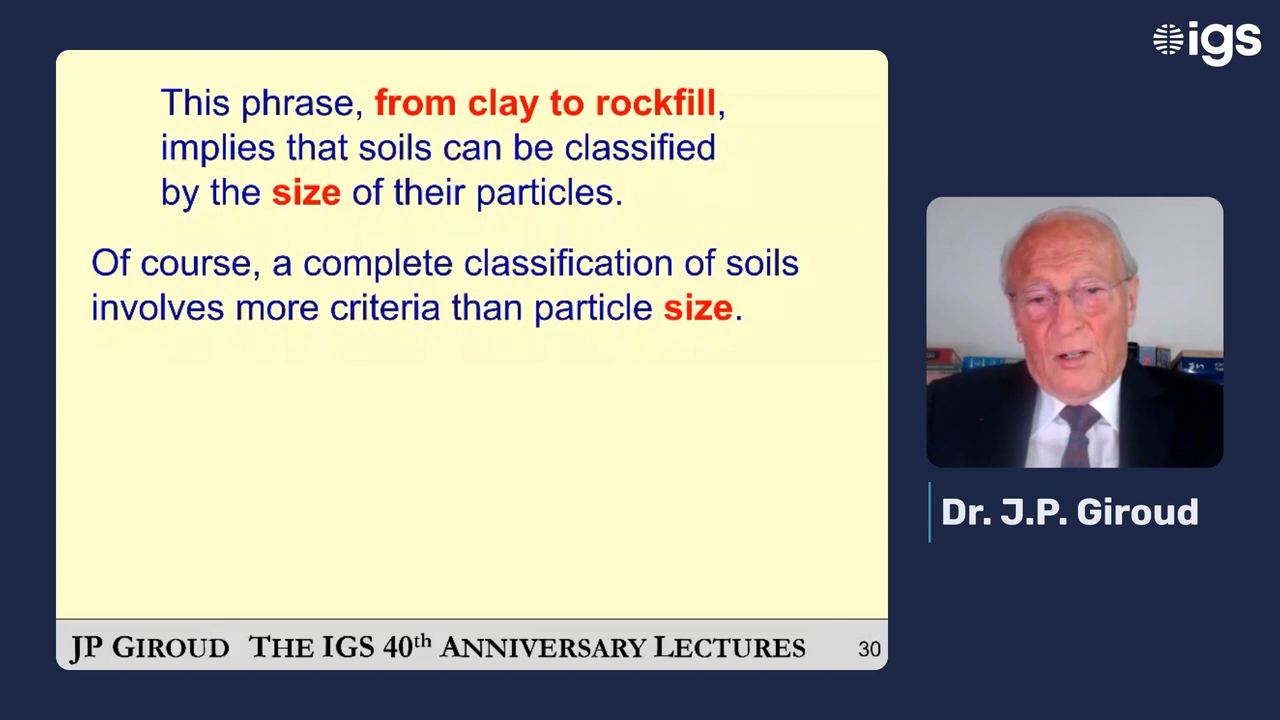 igs
This phrase, from clay to rockfill,
implies that soils can be classified
by the size of their particles.
Of course, a complete classification of soils
involves more criteria than particle size.
Dr. J.P. Giroud
JP GIROUD THE IGS 40th ANNIVERSARY LECTURES 30